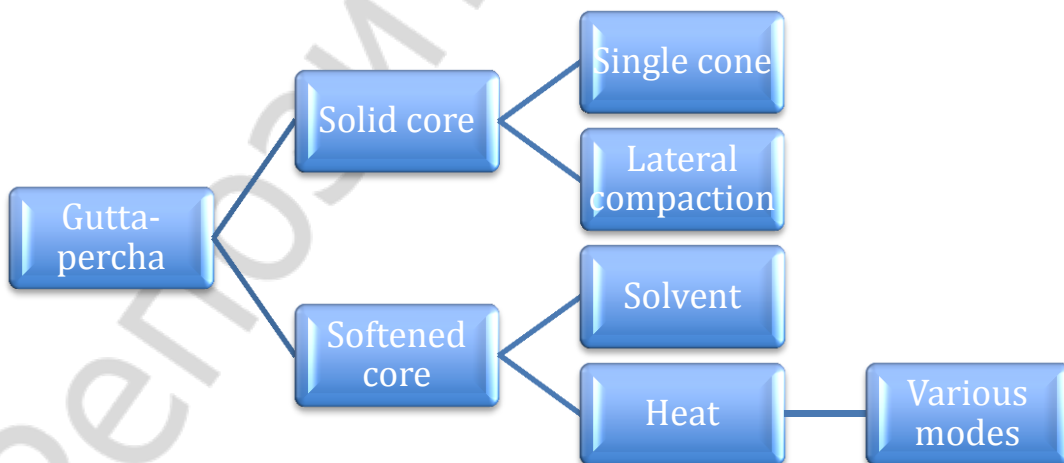 Single cone
Solid core
Lateral
compaction
Gutta-
percha
Solvent
Softened
core
Heat
Various
modes